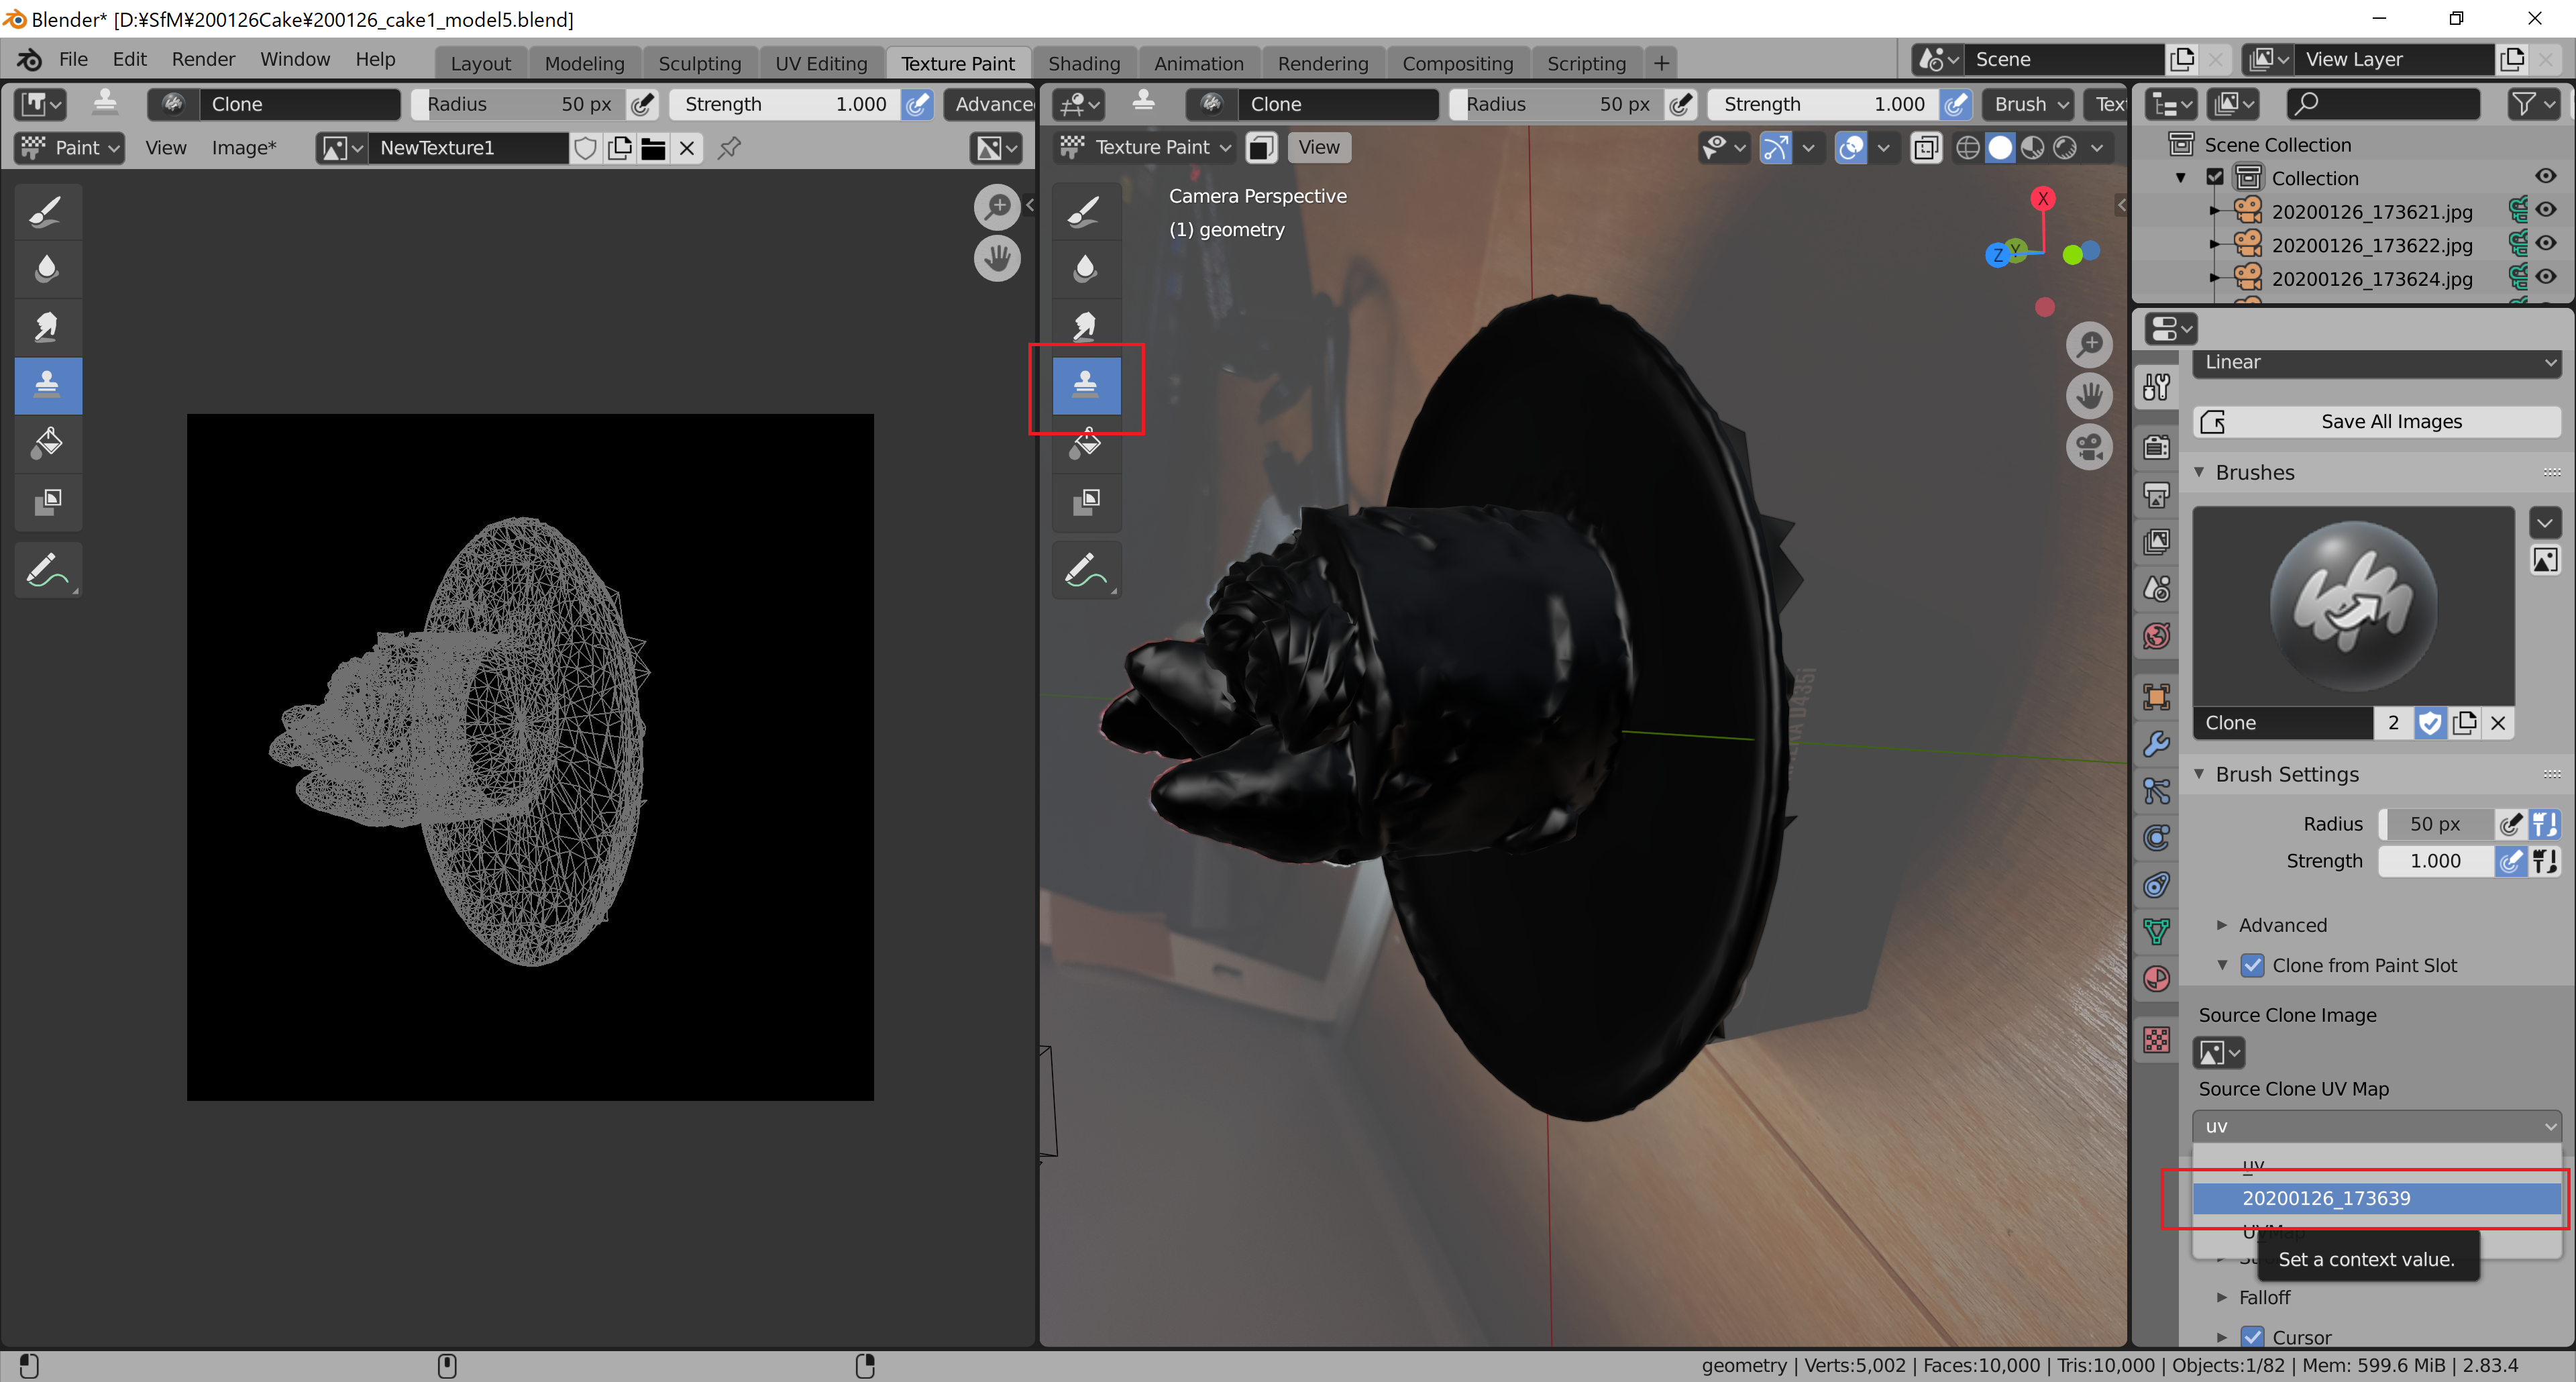 Blender* [D:¥SfM¥200126Cake¥200126_cake1_model5.blend]
File Edit Render Window Help Layout Modeling Sculpting UV Editing Texture Paint Shading Animation Rendering Compositing Scripting + Scene View Layer
Clone Radius 50 px Strength 1.000 Advance
Clone Radius 50 px Strength 1.000 Brush Tex
Paint View Image* NewTexture1
Texture Paint View
Camera Perspective
(1) geometry
X
Y
Z
Scene Collection
Collection
20200126_173621.jpg
20200126_173622.jpg
20200126_173624.jpg
Linear
Save All Images
Brushes
Clone 2
Brush Settings
Radius 50 px
Strength 1.000
Advanced
Clone from Paint Slot
Source Clone Image
Source Clone UV Map
uv
uv
20200126_173639
UVMap
Set a context value.
Falloff
Cursor
geometry | Verts:5,002 | Faces:10,000 | Tris:10,000 | Objects:1/82 | Mem: 599.6 MiB | 2.83.4